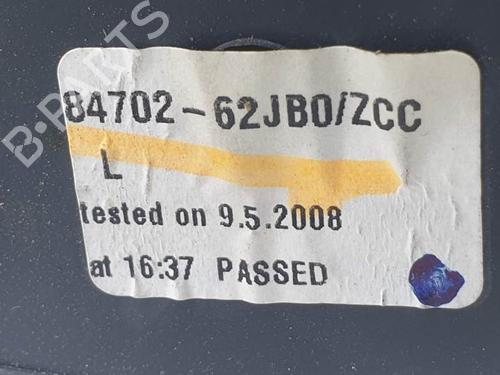 B-PARTS
84702-62JB0/ZCC
L
tested on 9.5.2008
at 16:37 PASSED